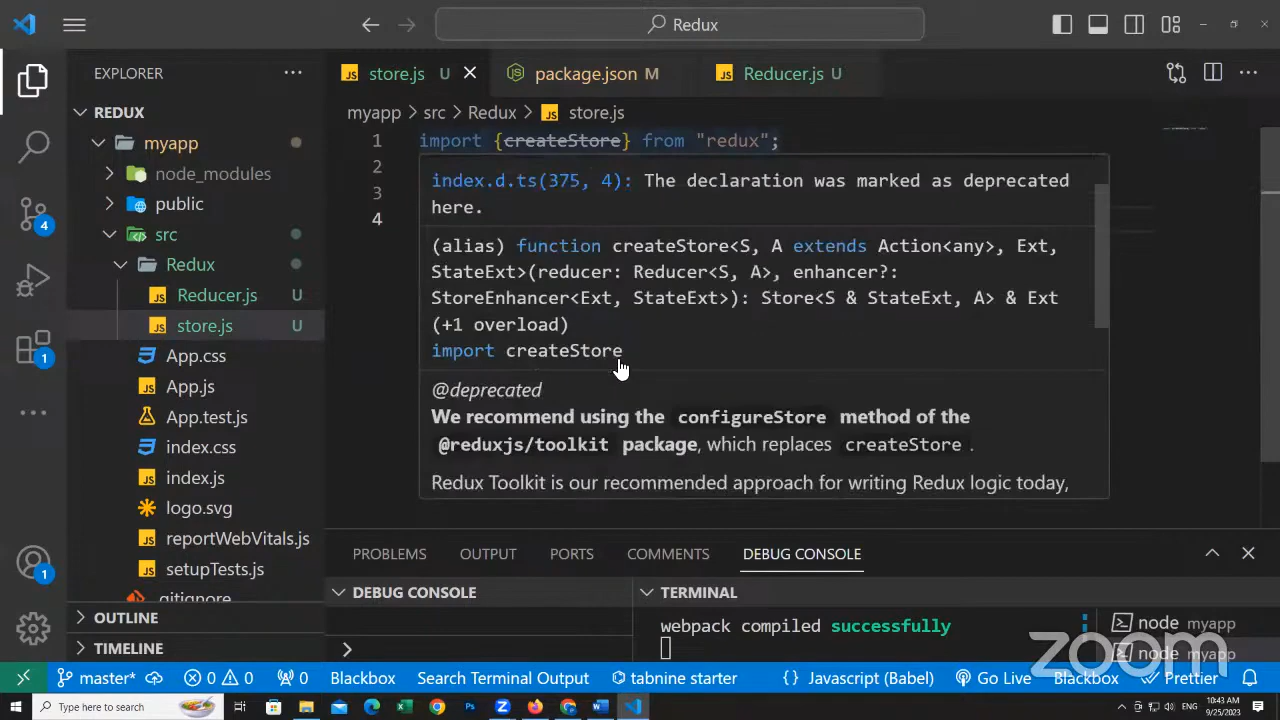 Redux
EXPLORER
store.js U
package.json M
Reducer.js U
REDUX
myapp > src > Redux > store.js
myapp
node_modules
public
src
Redux
Reducer.js U
store.js U
App.css
App.js
App.test.js
index.css
index.js
logo.svg
reportWebVitals.js
setupTests.js
.gitignore
OUTLINE
TIMELINE
4
1
1
1 import {createStore} from "redux";
2
3
4
index.d.ts(375, 4): The declaration was marked as deprecated
here.
(alias) function createStore<S, A extends Action<any>, Ext,
StateExt>(reducer: Reducer<S, A>, enhancer?:
StoreEnhancer<Ext, StateExt>): Store<S & StateExt, A> & Ext
(+1 overload)
import createStore
@deprecated
We recommend using the configureStore method of the
@reduxjs/toolkit package, which replaces createStore .
Redux Toolkit is our recommended approach for writing Redux logic today,
PROBLEMS OUTPUT PORTS COMMENTS DEBUG CONSOLE
DEBUG CONSOLE
TERMINAL
webpack compiled successfully
node myapp
node myapp
zoom
master* 0 0 0 Blackbox Search Terminal Output tabnine starter {} Javascript (Babel) Go Live Blackbox Prettier
Type here to search
ENG
10:43 AM
9/25/2023